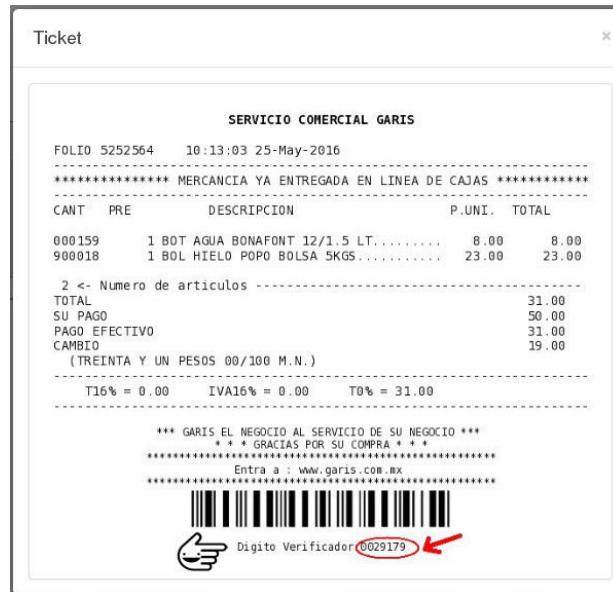 Ticket
×
SERVICIO COMERCIAL GARIS
FOLIO 5252564 10:13:03 25-May-2016
--------------------------------------------------------------------
*************** MERCANCIA YA ENTREGADA EN LINEA DE CAJAS ************
--------------------------------------------------------------------
CANT PRE DESCRIPCION P.UNI. TOTAL
000159 1 BOT AGUA BONAFONT 12/1.5 LT......... 8.00 8.00
900018 1 BOL HIELO POPO BOLSA 5KGS........... 23.00 23.00
2 <- Numero de articulos ------------------------------------------
TOTAL 31.00
SU PAGO 50.00
PAGO EFECTIVO 31.00
CAMBIO 19.00
(TREINTA Y UN PESOS 00/100 M.N.)
--------------------------------------------------------------------
T16% = 0.00 IVA16% = 0.00 T0% = 31.00
--------------------------------------------------------------------
*** GARIS EL NEGOCIO AL SERVICIO DE SU NEGOCIO ***
* * * GRACIAS POR SU COMPRA * * *
*****************************************************
Entra a : www.garis.com.mx
*****************************************************
Digito Verificador 0029179